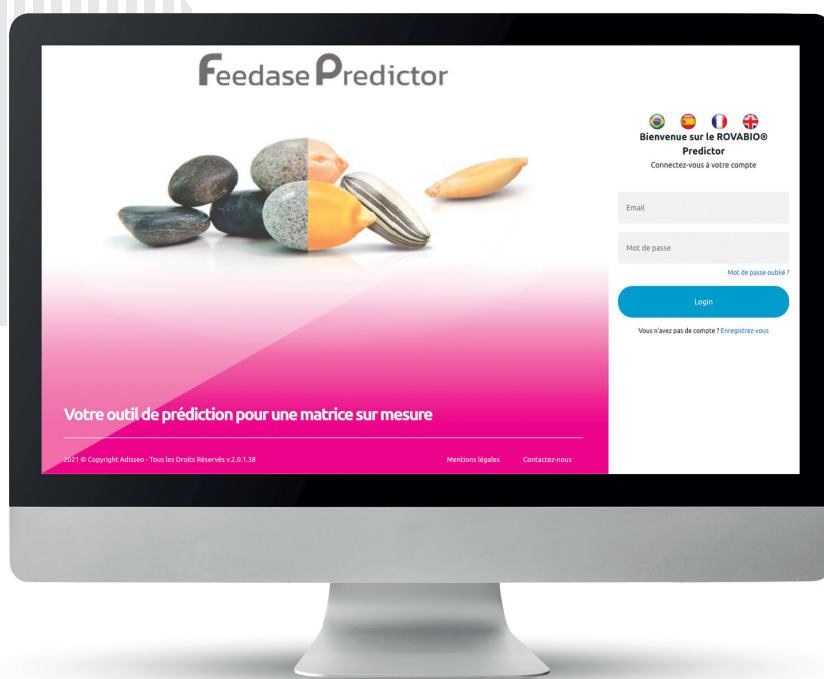 Feedase Predictor
Bienvenue sur le ROVABIO®
Predictor
Connectez-vous à votre compte
Email
Mot de passe
Mot de passe oublié ?
Login
Vous n'avez pas de compte ? Enregistrez-vous
Votre outil de prédiction pour une matrice sur mesure
2021 © Copyright Adisseo - Tous les Droits Réservés v.2.0.1.38
Mentions légales
Contactez-nous